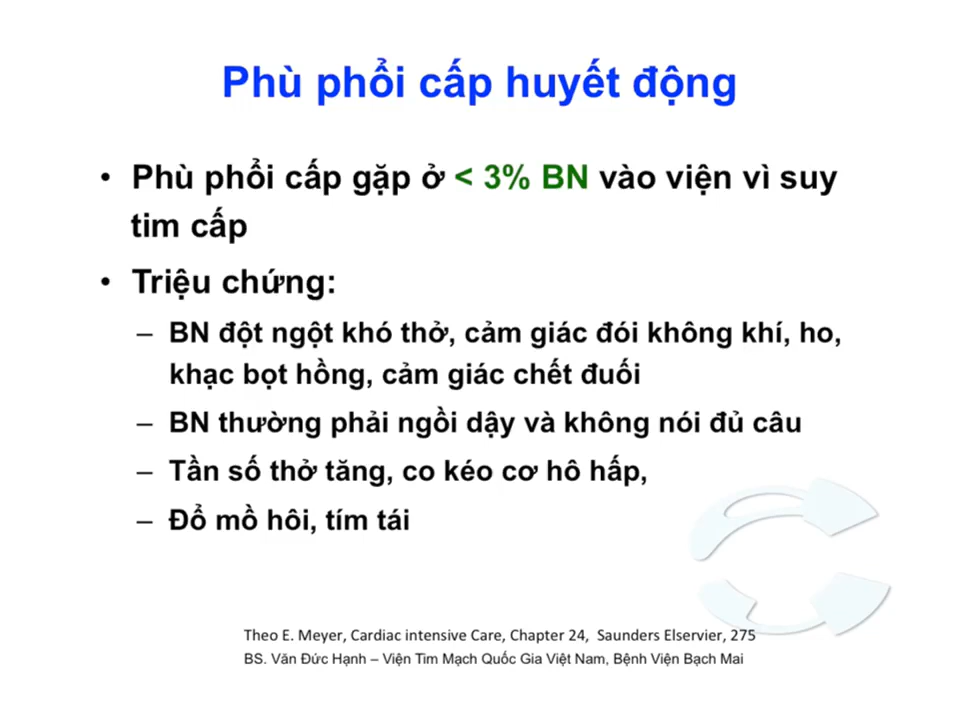 Phù phổi cấp huyết động
• Phù phổi cấp gặp ở < 3% BN vào viện vì suy
tim cấp
• Triệu chứng:
– BN đột ngột khó thở, cảm giác đói không khí, ho,
khạc bọt hồng, cảm giác chết đuối
– BN thường phải ngồi dậy và không nói đủ câu
– Tần số thở tăng, co kéo cơ hô hấp,
– Đổ mồ hôi, tím tái
Theo E. Meyer, Cardiac intensive Care, Chapter 24, Saunders Elservier, 275
BS. Văn Đức Hạnh – Viện Tim Mạch Quốc Gia Việt Nam, Bệnh Viện Bạch Mai